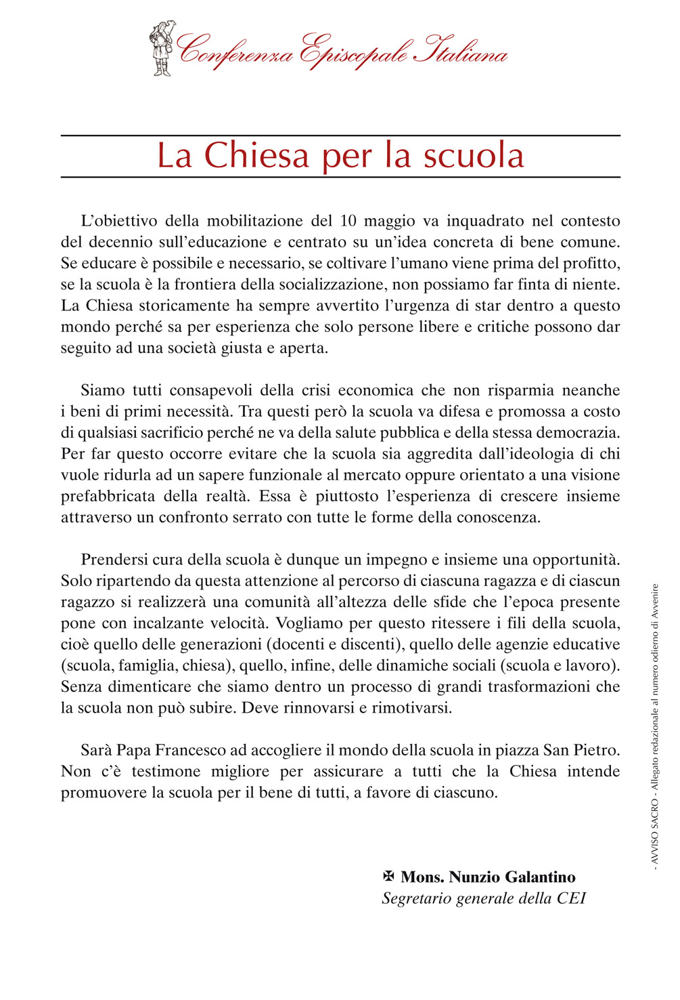 Conferenza Episcopale Italiana
La Chiesa per la scuola
L’obiettivo della mobilitazione del 10 maggio va inquadrato nel contesto
del decennio sull’educazione e centrato su un’idea concreta di bene comune.
Se educare è possibile e necessario, se coltivare l’umano viene prima del profitto,
se la scuola è la frontiera della socializzazione, non possiamo far finta di niente.
La Chiesa storicamente ha sempre avvertito l’urgenza di star dentro a questo
mondo perché sa per esperienza che solo persone libere e critiche possono dar
seguito ad una società giusta e aperta.
Siamo tutti consapevoli della crisi economica che non risparmia neanche
i beni di primi necessità. Tra questi però la scuola va difesa e promossa a costo
di qualsiasi sacrificio perché ne va della salute pubblica e della stessa democrazia.
Per far questo occorre evitare che la scuola sia aggredita dall’ideologia di chi
vuole ridurla ad un sapere funzionale al mercato oppure orientato a una visione
prefabbricata della realtà. Essa è piuttosto l’esperienza di crescere insieme
attraverso un confronto serrato con tutte le forme della conoscenza.
Prendersi cura della scuola è dunque un impegno e insieme una opportunità.
Solo ripartendo da questa attenzione al percorso di ciascuna ragazza e di ciascun
ragazzo si realizzerà una comunità all’altezza delle sfide che l’epoca presente
pone con incalzante velocità. Vogliamo per questo ritessere i fili della scuola,
cioè quello delle generazioni (docenti e discenti), quello delle agenzie educative
(scuola, famiglia, chiesa), quello, infine, delle dinamiche sociali (scuola e lavoro).
Senza dimenticare che siamo dentro un processo di grandi trasformazioni che
la scuola non può subire. Deve rinnovarsi e rimotivarsi.
Sarà Papa Francesco ad accogliere il mondo della scuola in piazza San Pietro.
Non c’è testimone migliore per assicurare a tutti che la Chiesa intende
promuovere la scuola per il bene di tutti, a favore di ciascuno.
✠ Mons. Nunzio Galantino
Segretario generale della CEI
- AVVISO SACRO - Allegato redazionale al numero odierno di Avvenire